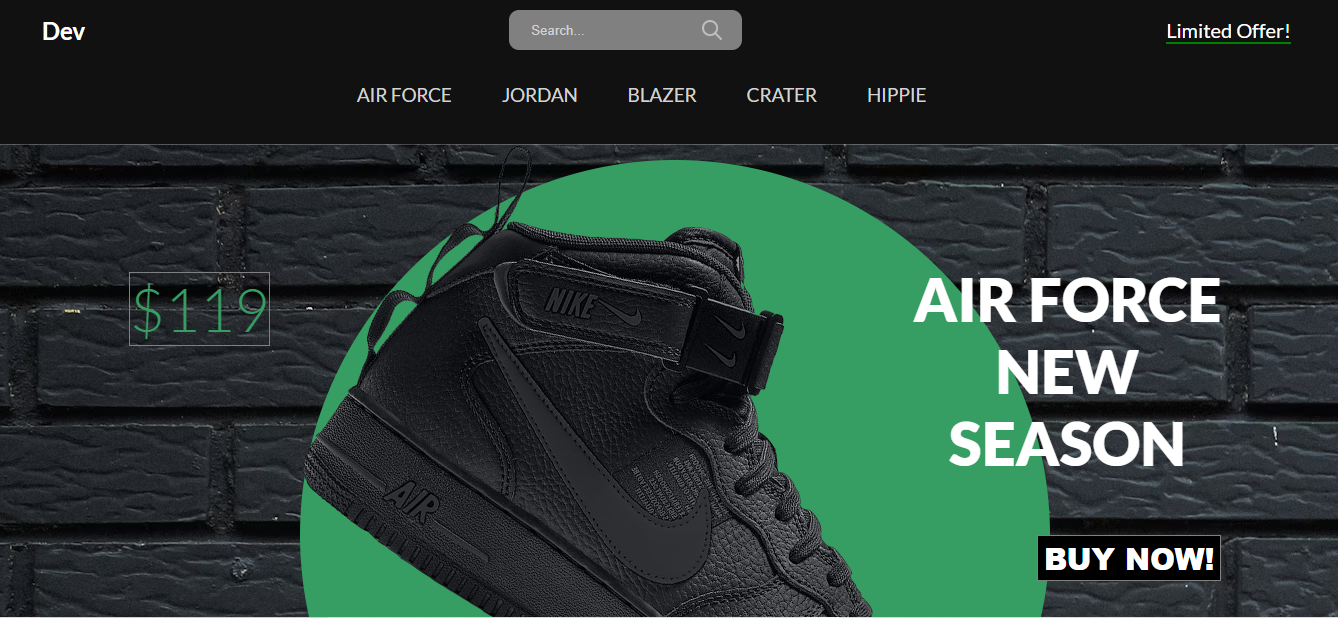 Dev
Search...
Limited Offer!
AIR FORCE JORDAN BLAZER CRATER HIPPIE
$119
NIKE
AIR
AIR FORCE
NEW
SEASON
BUY NOW!